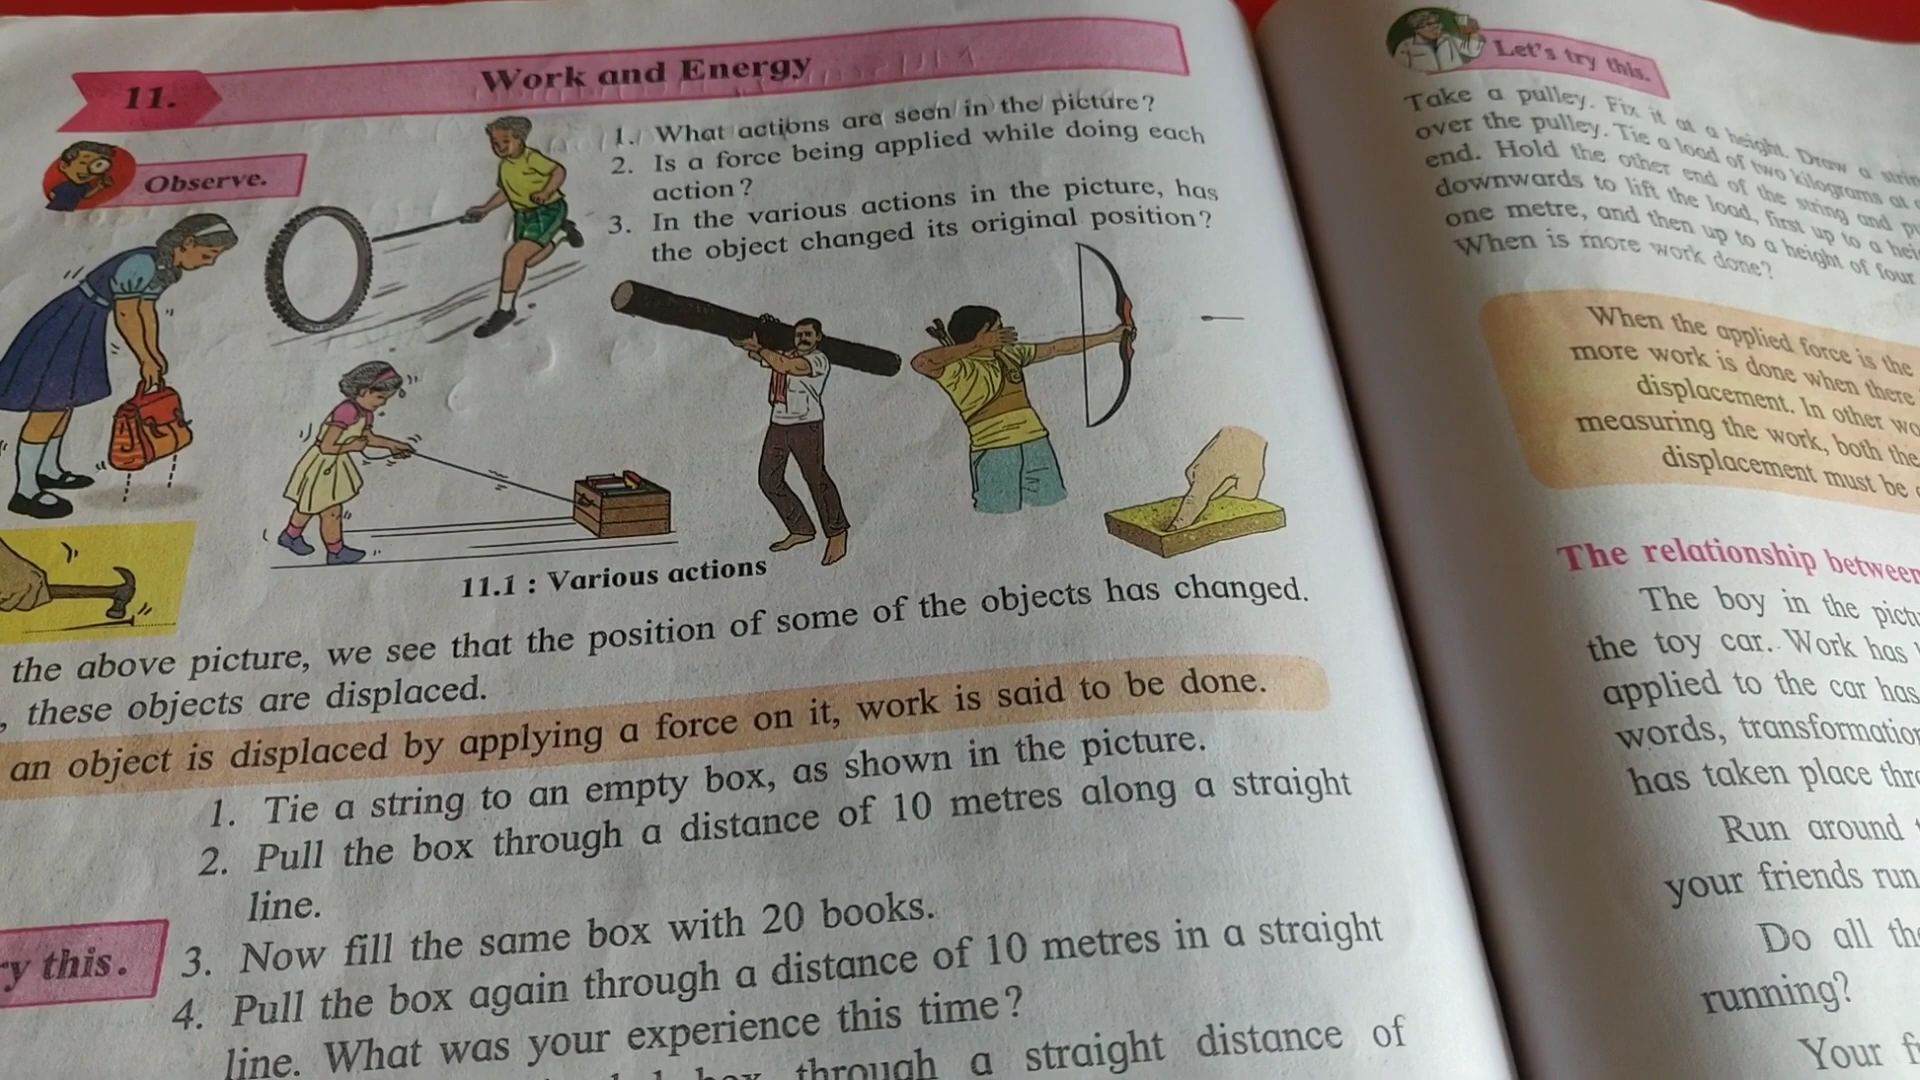 11. Work and Energy
Observe.
1. What actions are seen in the picture?
2. Is a force being applied while doing each
action?
3. In the various actions in the picture, has
the object changed its original position?
11.1 : Various actions
the above picture, we see that the position of some of the objects has changed.
, these objects are displaced.
an object is displaced by applying a force on it, work is said to be done.
1. Tie a string to an empty box, as shown in the picture.
2. Pull the box through a distance of 10 metres along a straight
line.
y this.
3. Now fill the same box with 20 books.
4. Pull the box again through a distance of 10 metres in a straight
line. What was your experience this time?
through a straight distance of
Let's try this.
Take a pulley. Fix it at a height. Draw a
over the pulley. Tie a load of two kilograms at
end. Hold the other end of the string and
downwards to lift the load, first up to a
one metre, and then up to a height of four
When is more work done?
When the applied force is the
more work is done when there
displacement. In other
measuring the work, both the
displacement must be
The relationship between
The boy in the
the toy car. Work has
applied to the car has
words,
has taken place
Run around
your friends
Do all
running?
Your